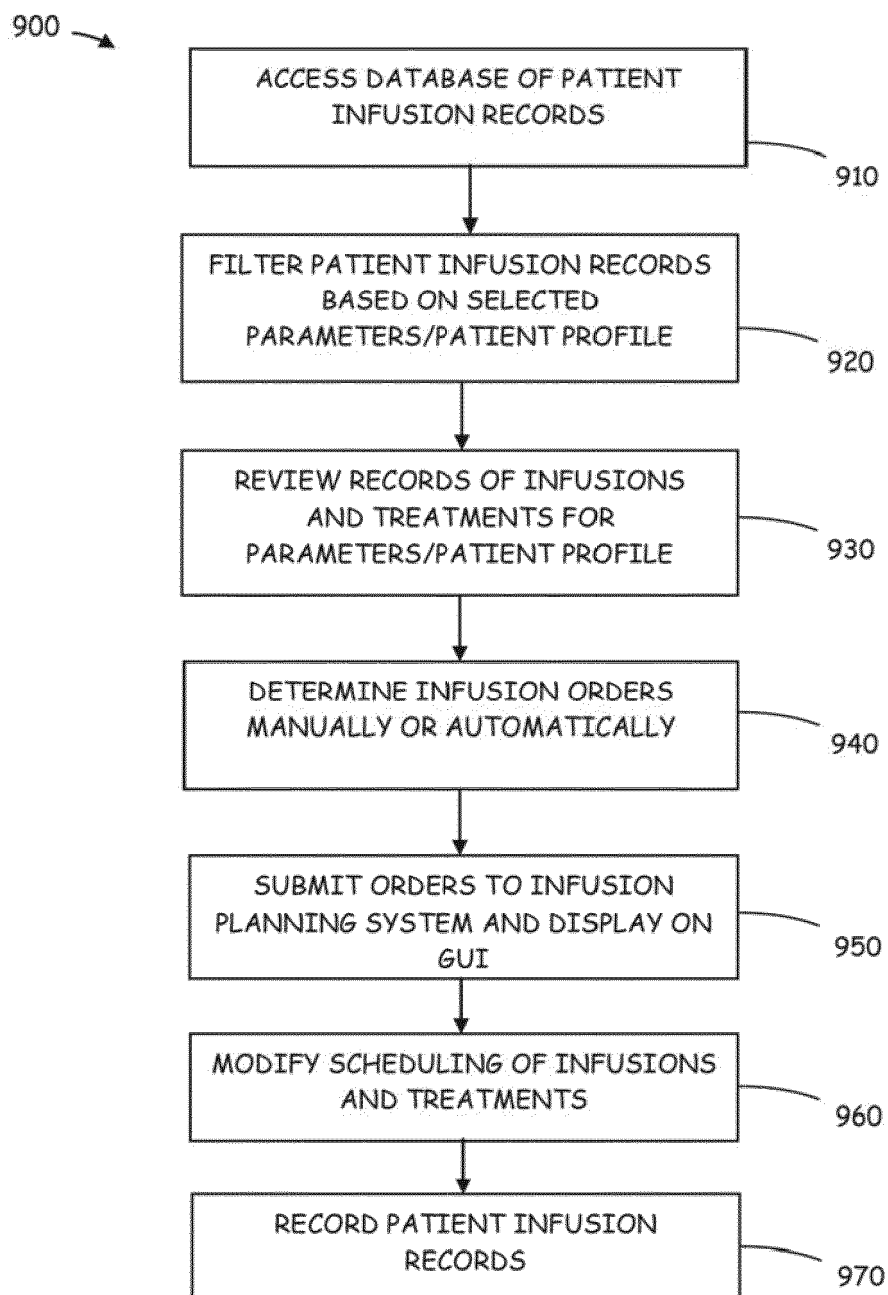 900
ACCESS DATABASE OF PATIENT
INFUSION RECORDS
910
FILTER PATIENT INFUSION RECORDS
BASED ON SELECTED
PARAMETERS/PATIENT PROFILE
920
REVIEW RECORDS OF INFUSIONS
AND TREATMENTS FOR
PARAMETERS/PATIENT PROFILE
930
DETERMINE INFUSION ORDERS
MANUALLY OR AUTOMATICALLY
940
SUBMIT ORDERS TO INFUSION
PLANNING SYSTEM AND DISPLAY ON
GUI
950
MODIFY SCHEDULING OF INFUSIONS
AND TREATMENTS
960
RECORD PATIENT INFUSION
RECORDS
970